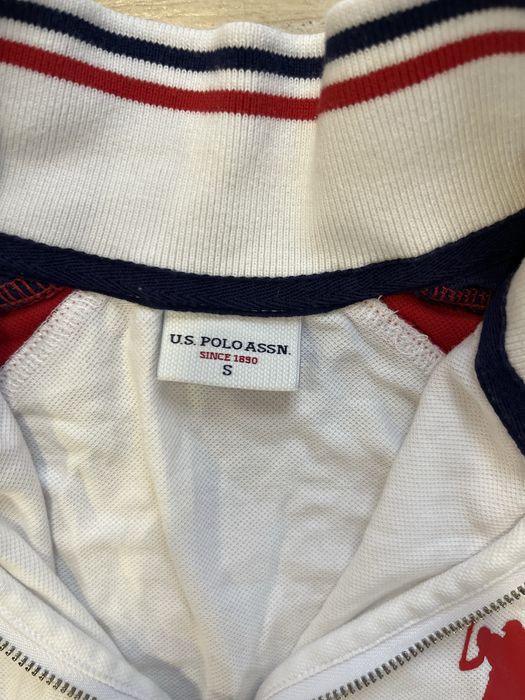 U.S. POLO ASSN.
SINCE 1890
S